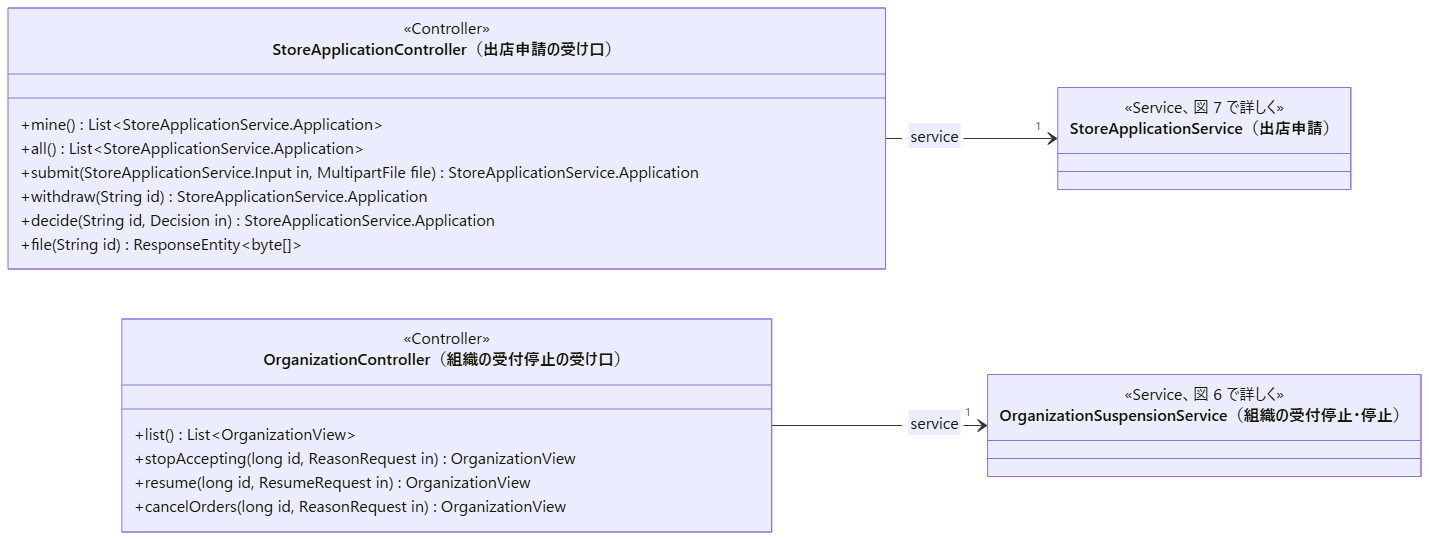 «Controller»
StoreApplicationController（出店申請の受け口）
+mine() : List<StoreApplicationService.Application>
+all() : List<StoreApplicationService.Application>
+submit(StoreApplicationService.Input in, MultipartFile file) : StoreApplicationService.Application
+withdraw(String id) : StoreApplicationService.Application
+decide(String id, Decision in) : StoreApplicationService.Application
+file(String id) : ResponseEntity<byte[]>
service
1
«Service、図 7 で詳しく»
StoreApplicationService（出店申請）
«Controller»
OrganizationController（組織の受付停止の受け口）
+list() : List<OrganizationView>
+stopAccepting(long id, ReasonRequest in) : OrganizationView
+resume(long id, ResumeRequest in) : OrganizationView
+cancelOrders(long id, ReasonRequest in) : OrganizationView
service
1
«Service、図 6 で詳しく»
OrganizationSuspensionService（組織の受付停止・停止）